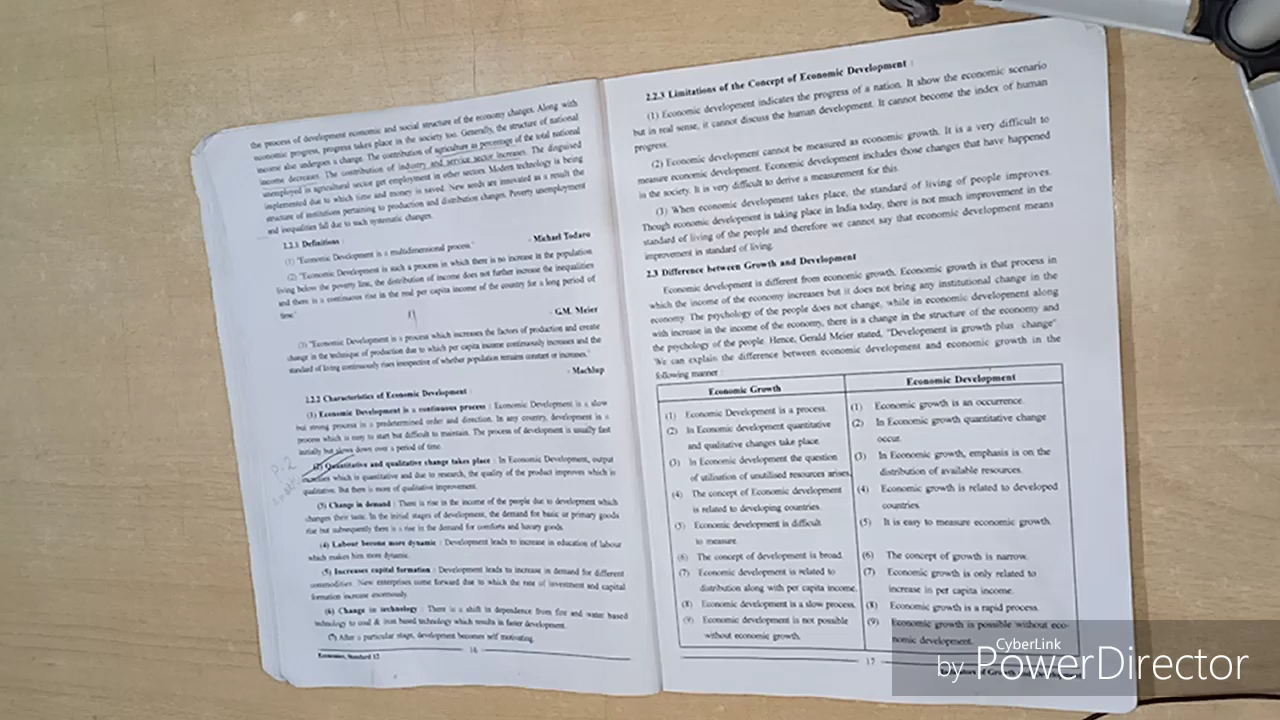 the process of development economic and social structure of the economy changes. Along with
economic progress, progress takes place in the society too. Generally, the structure of national
income also undergoes a change. The contribution of agriculture as percentage of the total national
income decreases. The contribution of industry and service sector increases. The disguised
unemployed in agricultural sector get employment in other sectors. Modern technology is being
implemented due to which time and money is saved. New seeds are innovated as a result the
structure of institutions pertaining to production and distribution changes. Poverty unemployment
and inequalities fall due to such systematic changes.
2.2.1 Definitions :
(1) "Economic Development is a multidimensional process." - Michael Todaro
(2) "Economic Development is such a process in which there is no increase in the population
living below the poverty line, the distribution of income does not further increase the inequalities
and there is a continuous rise in the real per capita income of the country for a long period of
time."
- G.M. Meier
(3) "Economic Development is a process which increases the factors of production and create
change in the technique of production due to which per capita income continuously increases and the
standard of living continuously rises irrespective of whether population remains constant or increases."
- Machlup
2.2.2 Characteristics of Economic Development :
(1) Economic Development is a continuous process : Economic Development is a slow
but strong process in a predetermined order and direction. In any country, development is a
process which is easy to start but difficult to maintain. The process of development is usually fast
initially but slows down over a period of time.
(2) Quantitative and qualitative change takes place : In Economic Development, output
increases which is quantitative and due to research, the quality of the product improves which is
qualitative. But there is more of qualitative improvement.
(3) Change in demand : There is rise in the income of the people due to development which
changes their taste. In the initial stages of development, the demand for basic or primary goods
rise but subsequently there is a rise in the demand for comforts and luxury goods.
(4) Labour become more dynamic : Development leads to increase in education of labour
which makes him more dynamic.
(5) Increases capital formation : Development leads to increase in demand for different
commodities. New enterprises come forward due to which the rate of investment and capital
formation increase enormously.
(6) Change in technology : There is a shift in dependence from fire and water based
technology to coal & iron based technology which results in faster development.
(7) After a particular stage, development becomes self motivating.
Economics, Standard 12
16
2.2.3 Limitations of the Concept of Economic Development :
(1) Economic development indicates the progress of a nation. It show the economic scenario
but in real sense, it cannot discuss the human development. It cannot become the index of human
progress.
(2) Economic development cannot be measured as economic growth. It is a very difficult to
measure economic development. Economic development includes those changes that have happened
in the society. It is very difficult to derive a measurement for this.
(3) When economic development takes place, the standard of living of people improves.
Though economic development is taking place in India today, there is not much improvement in the
standard of living of the people and therefore we cannot say that economic development means
improvement in standard of living.
2.3 Difference between Growth and Development
Economic development is different from economic growth. Economic growth is that process in
which the income of the economy increases but it does not bring any institutional change in the
economy. The psychology of the people does not change, while in economic development along
with increase in the income of the economy, there is a change in the structure of the economy and
the psychology of the people. Hence, Gerald Meier stated, "Development is growth plus change".
We can explain the difference between economic development and economic growth in the
following manner :
Economic Growth
(1) Economic Development is a process.
(2) In Economic development quantitative
and qualitative changes take place.
(3) In Economic development the question
of utilisation of unutilised resources arises.
(4) The concept of Economic development
is related to developing countries.
(5) Economic development is difficult
to measure.
(6) The concept of development is broad.
(7) Economic development is related to
distribution along with per capita income.
(8) Economic development is a slow process.
(9) Economic development is not possible
without economic growth.
Economic Development
(1) Economic growth is an occurrence.
(2) In Economic growth quantitative change
occur.
(3) In Economic growth, emphasis is on the
distribution of available resources.
(4) Economic growth is related to developed
countries.
(5) It is easy to measure economic growth.
(6) The concept of growth is narrow.
(7) Economic growth is only related to
increase in per capita income.
(8) Economic growth is a rapid process.
(9) Economic growth is possible without eco-
nomic development.
17
CyberLink
by PowerDirector